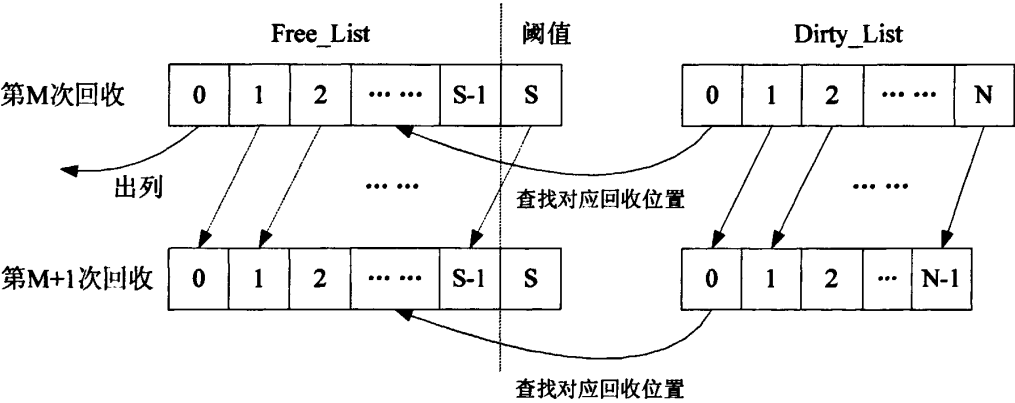 Free_List 阈值 Dirty_List
第M次回收 0 1 2 …… S-1 S 0 1 2 …… N
出列 …… 查找对应回收位置 ……
第M+1次回收 0 1 2 …… S-1 S 0 1 2 … N-1
查找对应回收位置